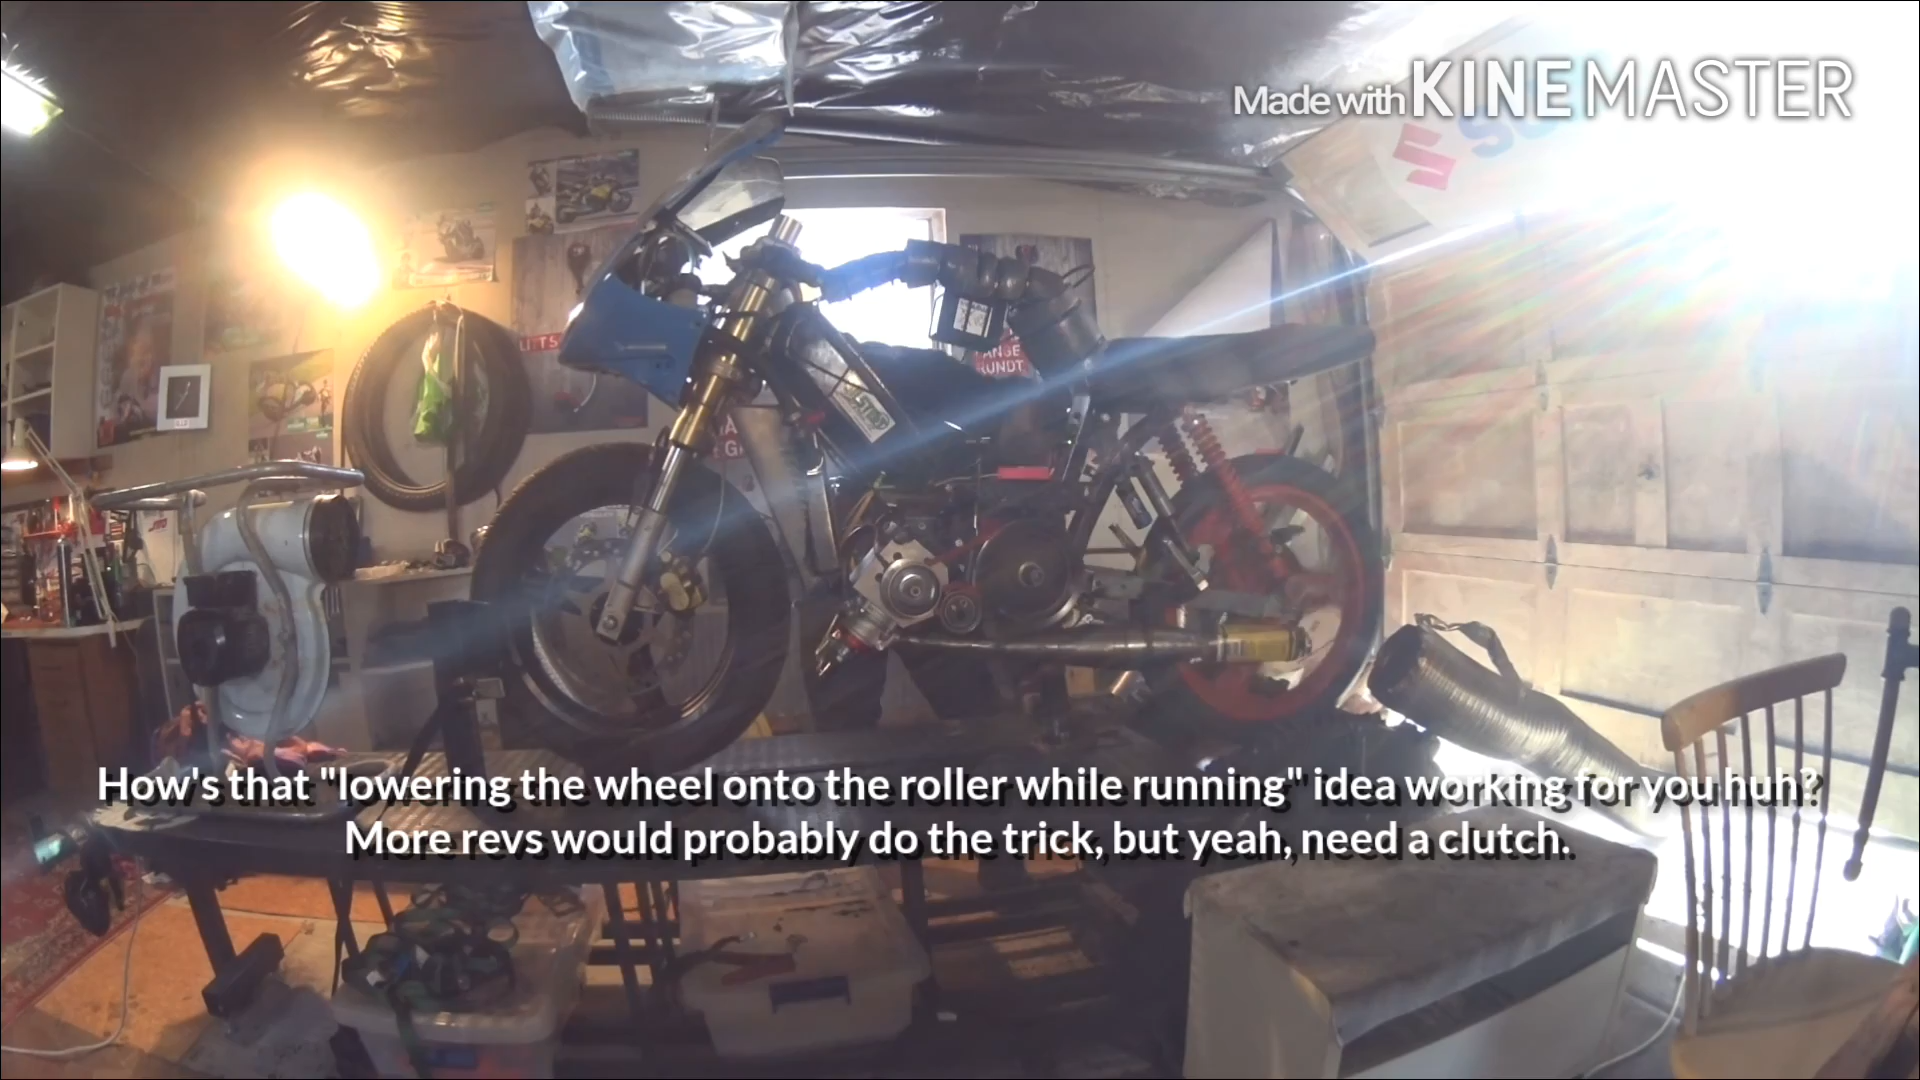 Made with KINEMASTER
How's that "lowering the wheel onto the roller while running" idea working for you huh?
More revs would probably do the trick, but yeah, need a clutch.